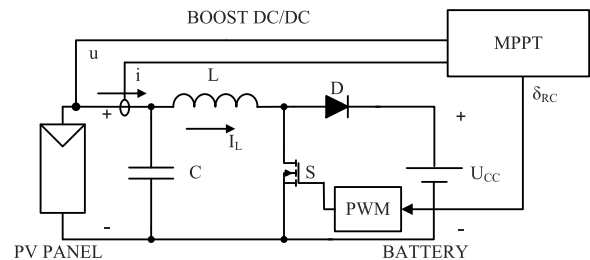 BOOST DC/DC
MPPT
u
i
L
D
δRC
+
+
IL
C
S
UCC
PWM
-
-
PV PANEL
BATTERY